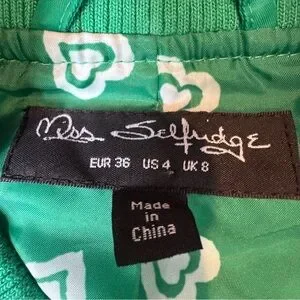 Miss Selfridge
EUR 36 US 4 UK 8
Made
in
China